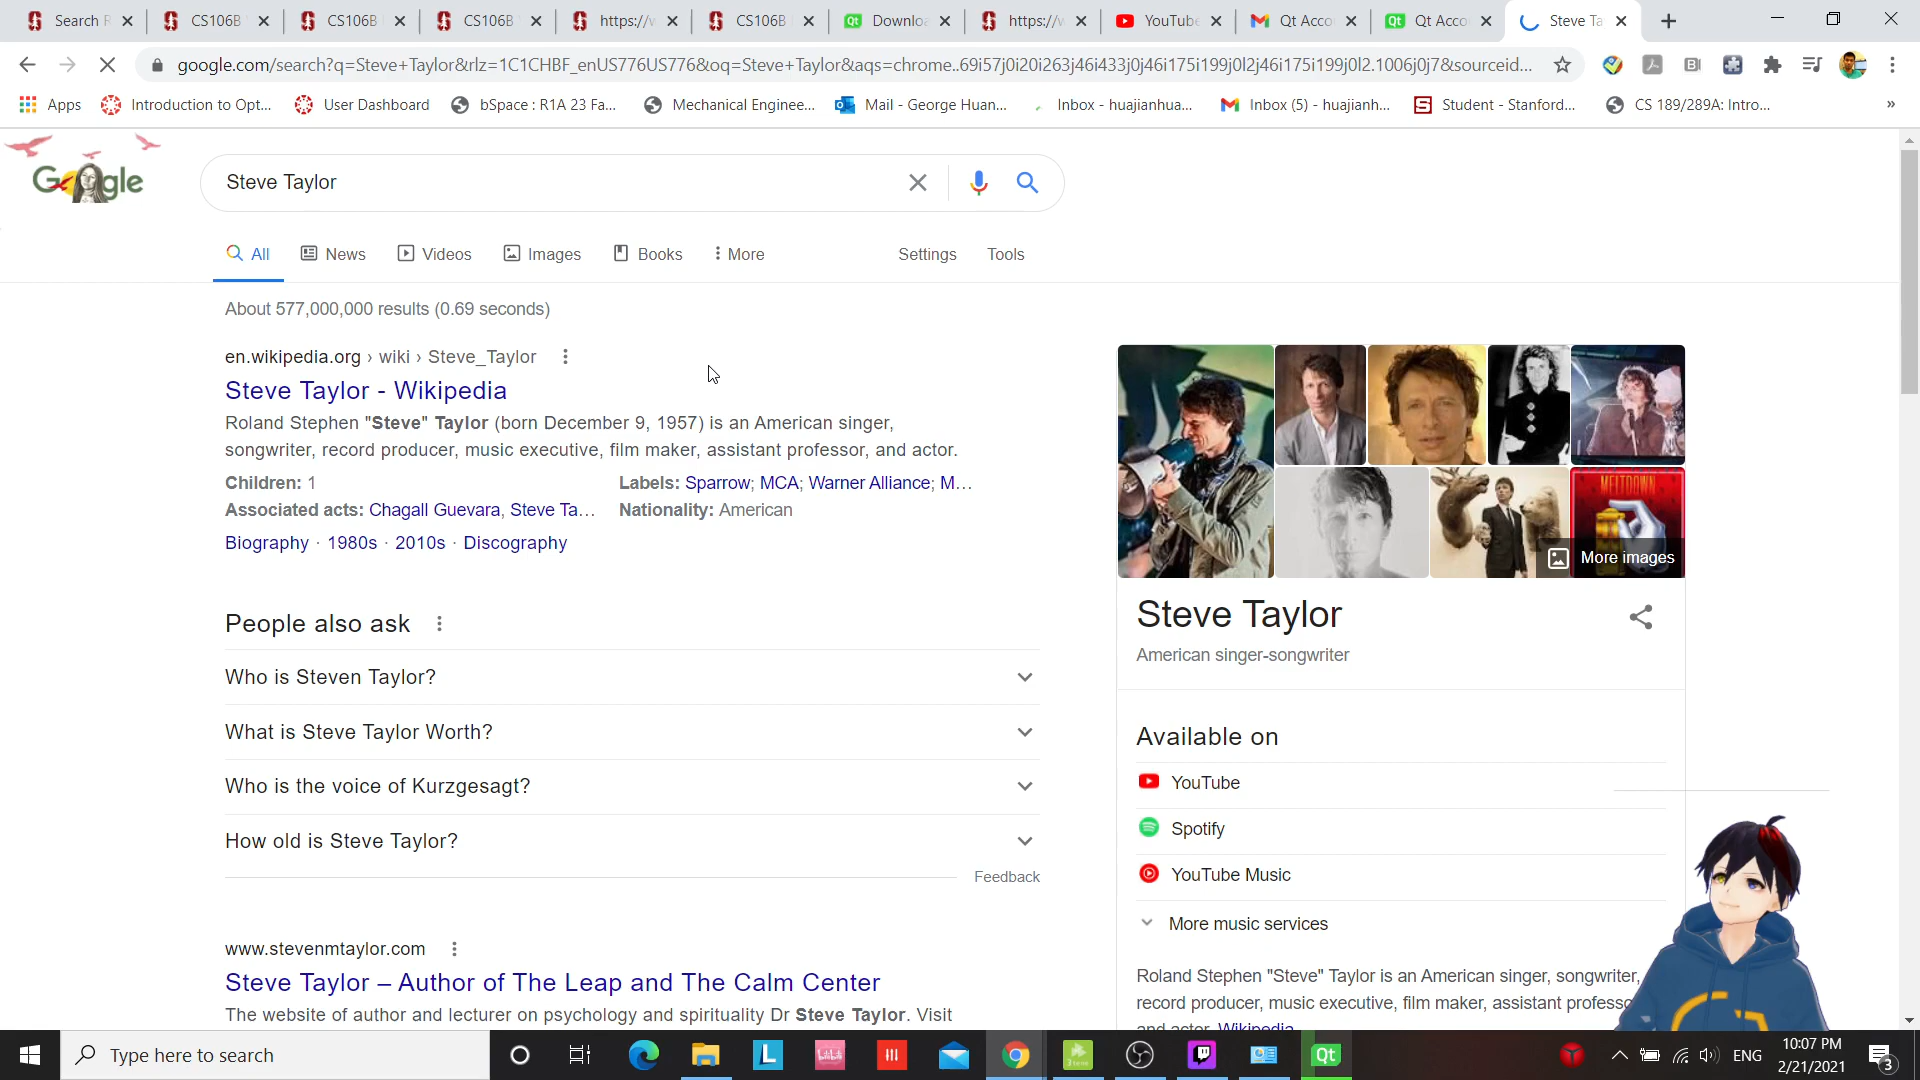 Search R
CS106B
CS106B
CS106B
https://w
CS106B
Downloa
https://w
YouTube
Qt Acco
Qt Acco
Steve Ta
google.com/search?q=Steve+Taylor&rlz=1C1CHBF_enUS776US776&oq=Steve+Taylor&aqs=chrome..69i57j0i20i263j46i433j0j46i175i199j0l2j46i175i199j0l2.1006j0j7&sourceid...
Apps
Introduction to Opt...
User Dashboard
bSpace : R1A 23 Fa...
Mechanical Enginee...
Mail - George Huan...
Inbox - huajianhua...
Inbox (5) - huajianh...
Student - Stanford...
CS 189/289A: Intro...
»
Google
Steve Taylor
All
News
Videos
Images
Books
More
Settings
Tools
About 577,000,000 results (0.69 seconds)
en.wikipedia.org › wiki › Steve_Taylor
Steve Taylor - Wikipedia
Roland Stephen "Steve" Taylor (born December 9, 1957) is an American singer,
songwriter, record producer, music executive, film maker, assistant professor, and actor.
Children: 1
Labels: Sparrow; MCA; Warner Alliance; M...
Associated acts: Chagall Guevara, Steve Ta...
Nationality: American
Biography · 1980s · 2010s · Discography
People also ask
Who is Steven Taylor?
What is Steve Taylor Worth?
Who is the voice of Kurzgesagt?
How old is Steve Taylor?
Feedback
www.stevenmtaylor.com
Steve Taylor – Author of The Leap and The Calm Center
The website of author and lecturer on psychology and spirituality Dr Steve Taylor. Visit
MELTDOWN
More images
Steve Taylor
American singer-songwriter
Available on
YouTube
Spotify
YouTube Music
More music services
Roland Stephen "Steve" Taylor is an American singer, songwriter,
record producer, music executive, film maker, assistant professo
and actor. Wikipedia
Type here to search
L
Qt
ENG
10:07 PM
2/21/2021
3